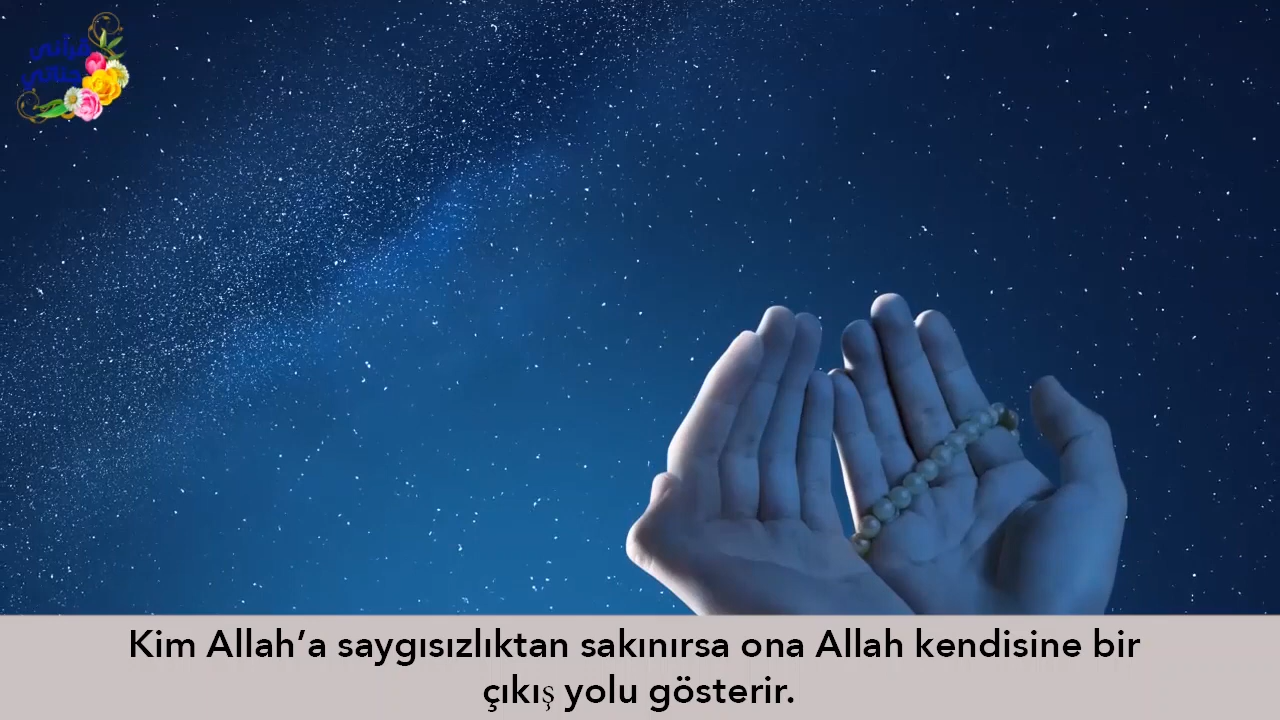 Kim Allah’a saygısızlıktan sakınırsa ona Allah kendisine bir
çıkış yolu gösterir.